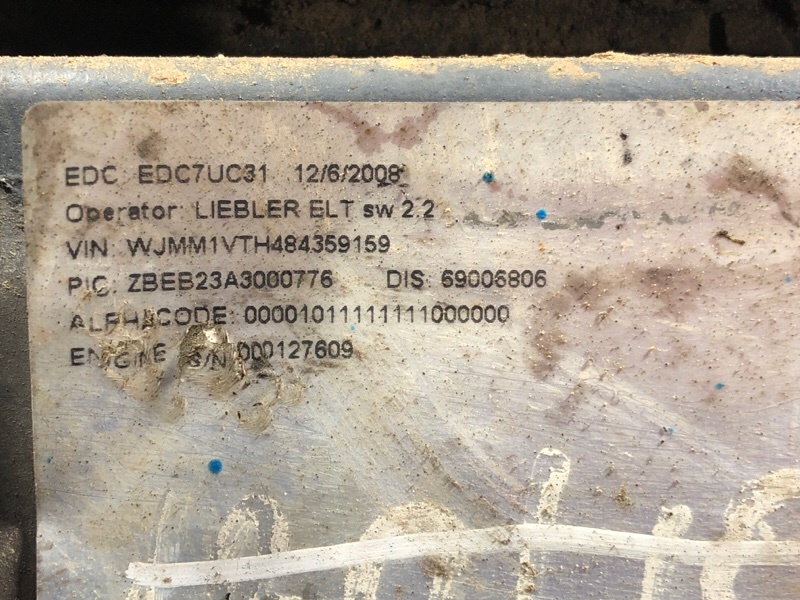 EDC EDC7UC31 12/6/2008
Operator: LIEBLER ELT sw 2.2
VIN WJMM1VTH484359159
PIC: ZBEB23A3000776 DIS: 69006806
ALPHACODE: 00001011111111000000
ENGINE S/N 000127609